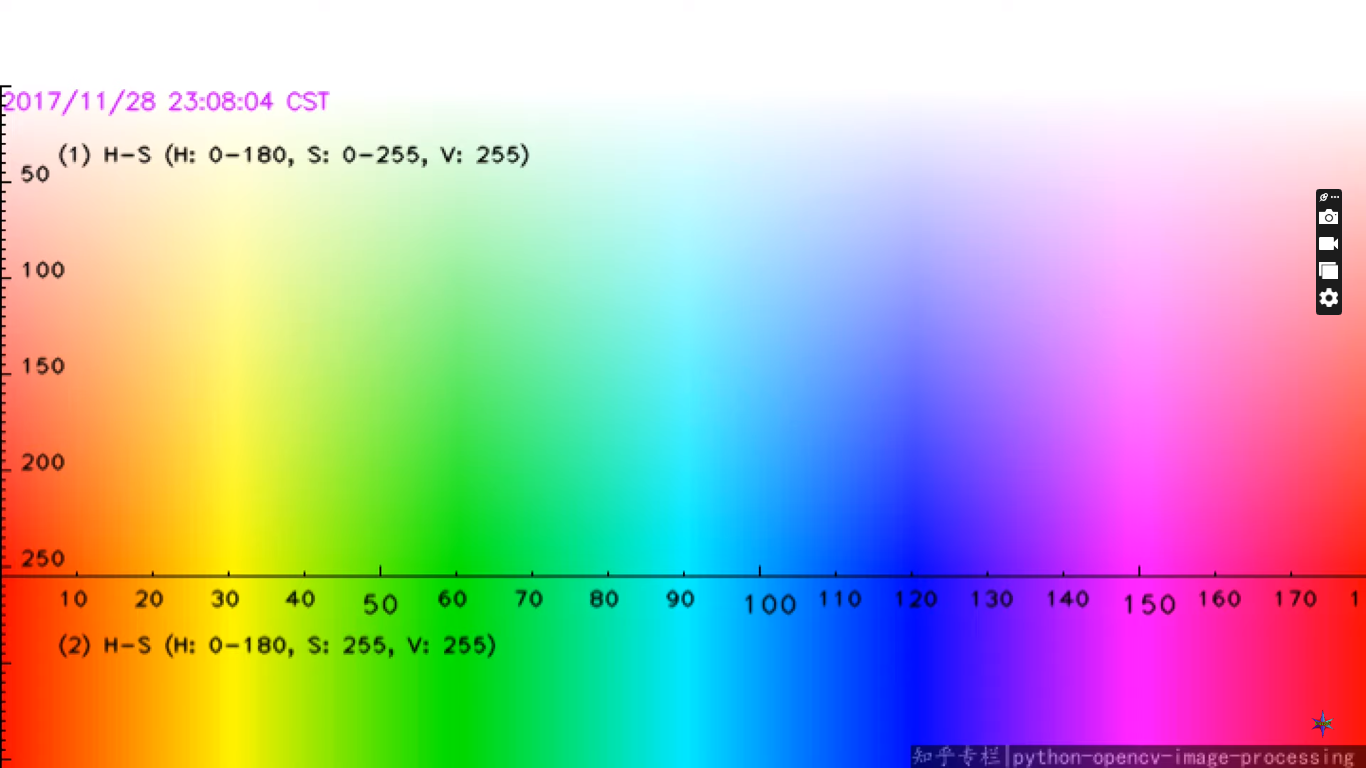 2017/11/28 23:08:04 CST
(1) H-S (H: 0-180, S: 0-255, V: 255)
50
100
150
200
250
10 20 30 40 50 60 70 80 90 100 110 120 130 140 150 160 170 1
(2) H-S (H: 0-180, S: 255, V: 255)
知乎专栏|python-opencv-image-processing